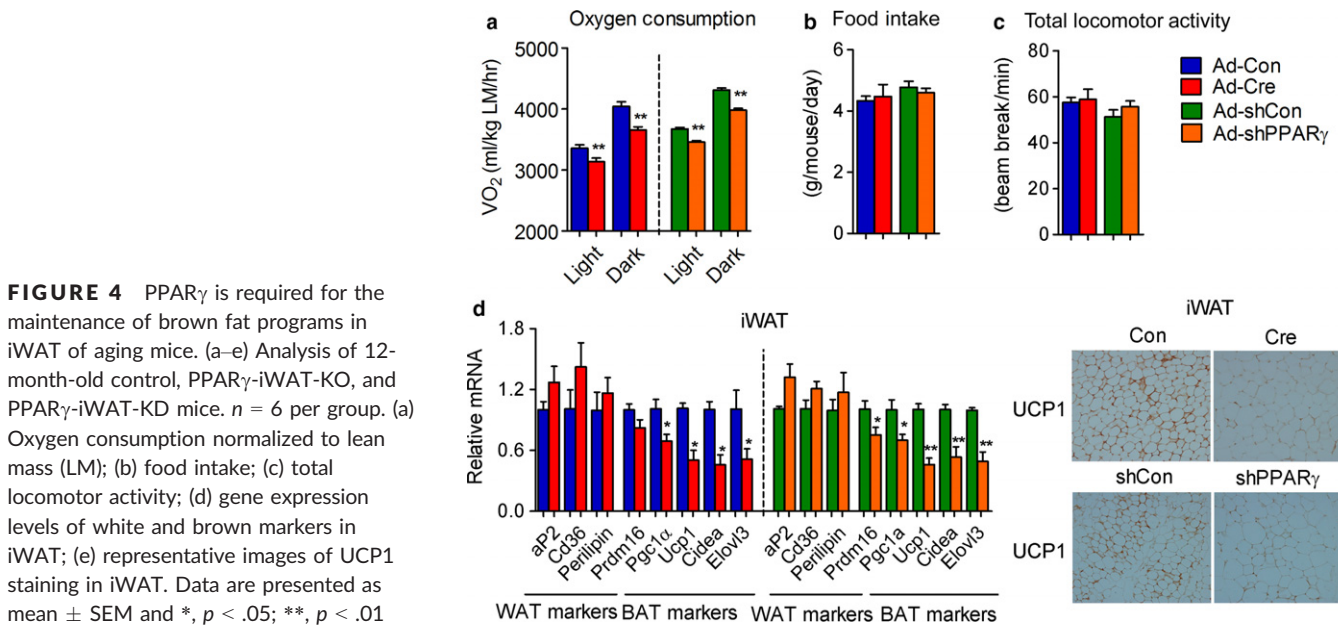 a Oxygen consumption
VO2 (ml/kg LM/hr)
5000
4000
3000
2000
** ** ** **
Light Dark Light Dark
b Food intake
(g/mouse/day)
6
4
2
0
c Total locomotor activity
(beam break/min)
80
60
40
20
0
Ad-Con
Ad-Cre
Ad-shCon
Ad-shPPARγ
FIGURE 4 PPARγ is required for the
maintenance of brown fat programs in
iWAT of aging mice. (a–e) Analysis of 12-
month-old control, PPARγ-iWAT-KO, and
PPARγ-iWAT-KD mice. n = 6 per group. (a)
Oxygen consumption normalized to lean
mass (LM); (b) food intake; (c) total
locomotor activity; (d) gene expression
levels of white and brown markers in
iWAT; (e) representative images of UCP1
staining in iWAT. Data are presented as
mean ± SEM and *, p < .05; **, p < .01
d iWAT
Relative mRNA
1.8
1.2
0.6
0.0
* * * * * * ** ** **
aP2 Cd36 Perilipin Prdm16 Pgc1α Ucp1 Cidea Elovl3 aP2 Cd36 Perilipin Prdm16 Pgc1a Ucp1 Cidea Elovl3
WAT markers BAT markers WAT markers BAT markers
iWAT
Con Cre
UCP1
shCon shPPARγ
UCP1